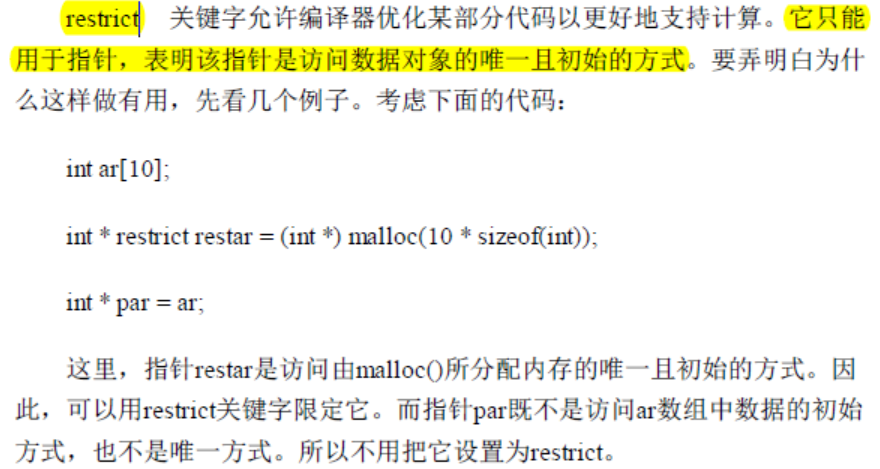 restrict 关键字允许编译器优化某部分代码以更好地支持计算。它只能
用于指针，表明该指针是访问数据对象的唯一且初始的方式。要弄明白为什
么这样做有用，先看几个例子。考虑下面的代码：
int ar[10];
int * restrict restar = (int *) malloc(10 * sizeof(int));
int * par = ar;
这里，指针restar是访问由malloc()所分配内存的唯一且初始的方式。因
此，可以用restrict关键字限定它。而指针par既不是访问ar数组中数据的初始
方式，也不是唯一方式。所以不用把它设置为restrict。